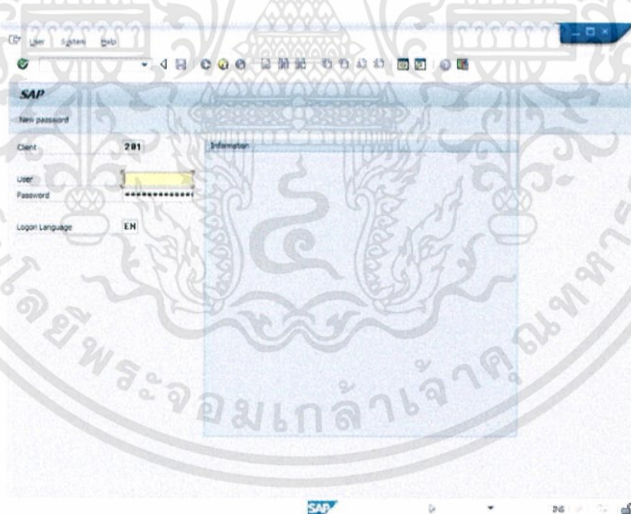 User System Help
SAP
New password
Client 201 Information
User
Password ************
Logon Language EN
โลยีพระจอมเกล้าเจ้าคุณทหาร
SAP